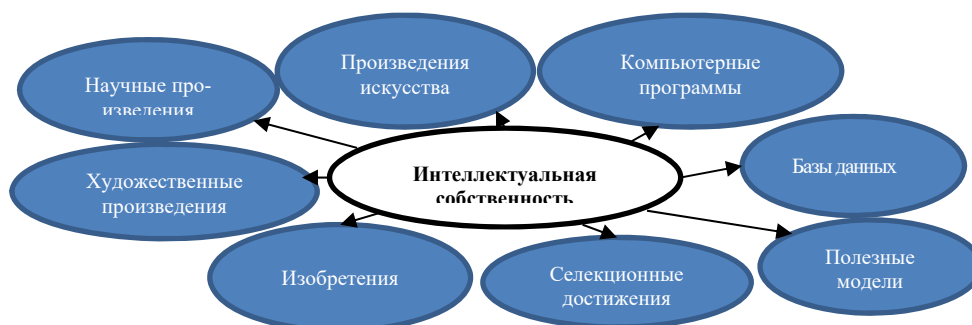 Научные про-
изведения
Произведения
искусства
Компьютерные
программы
Художественные
произведения
Интеллектуальная
собственность
Базы данных
Изобретения
Селекционные
достижения
Полезные
модели